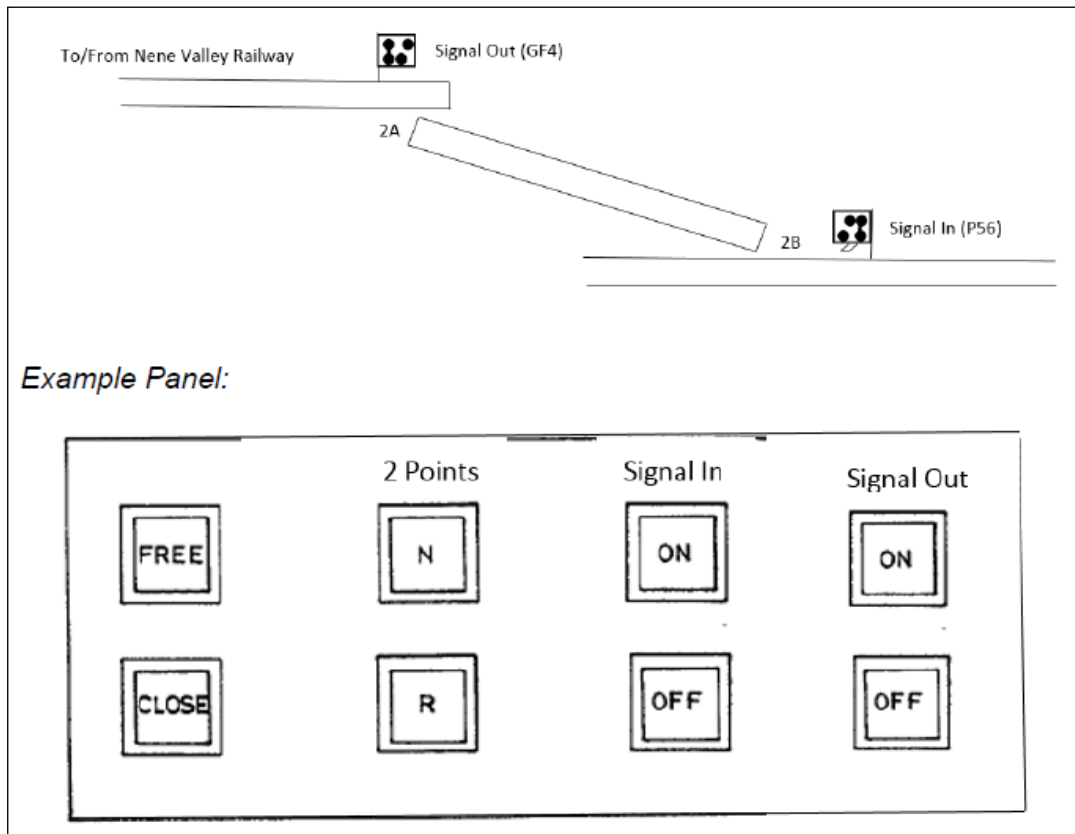 To/From Nene Valley Railway
Signal Out (GF4)
2A
2B
Signal In (P56)
Example Panel:
2 Points
Signal In
Signal Out
FREE
N
ON
ON
CLOSE
R
OFF
OFF